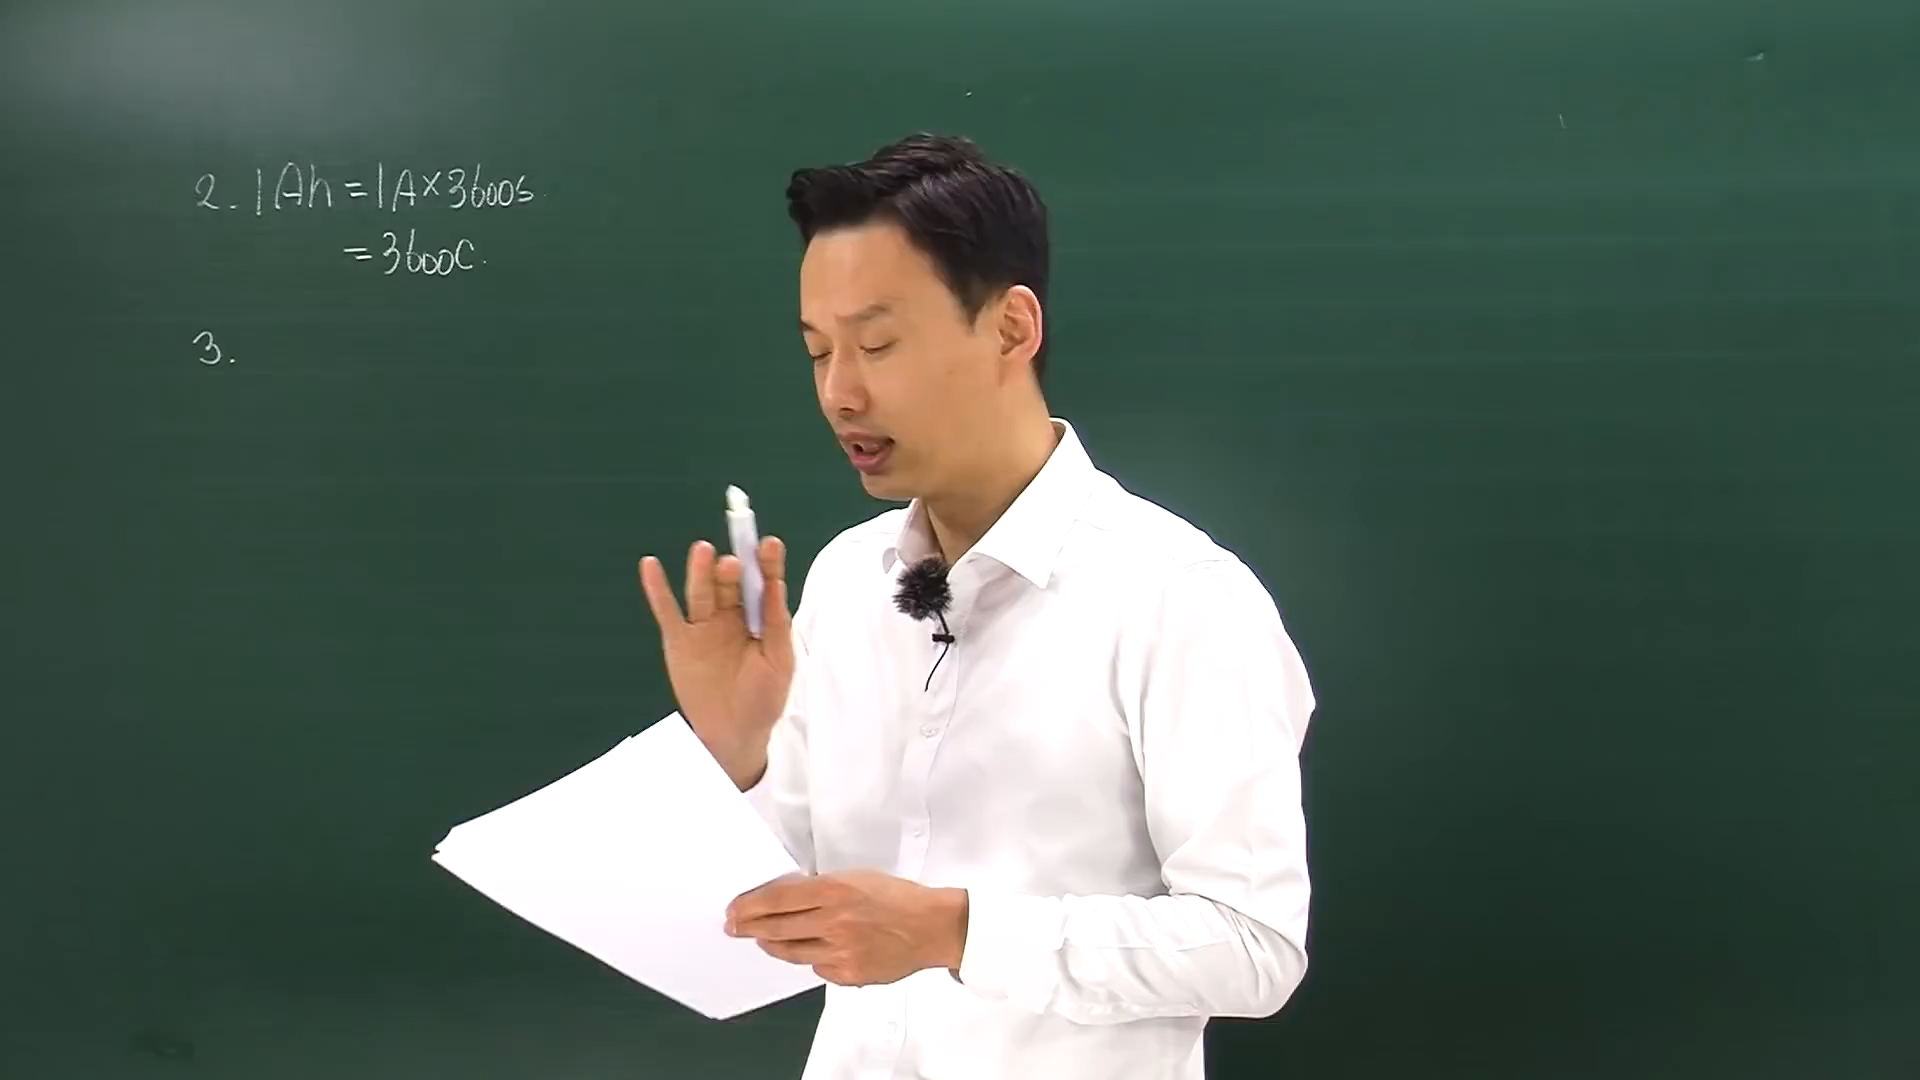 2. 1Ah = 1A×3600s.
= 3600C.
3.